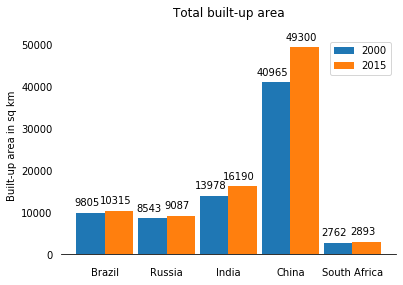 Total built-up area
Built-up area in sq km
50000
40000
30000
20000
10000
0
9805
10315
8543
9087
13978
16190
40965
49300
2762
2893
2000
2015
Brazil
Russia
India
China
South Africa